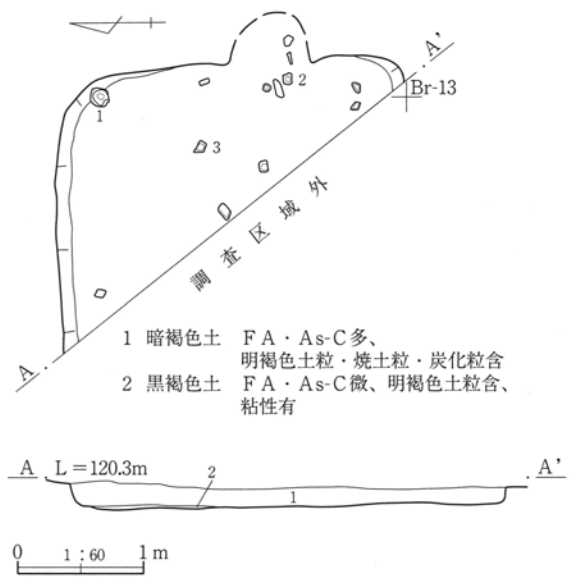 A'
Br-13
1
2
3
調査区域外
A
1 暗褐色土 FA・As-C多、
明褐色土粒・焼土粒・炭化粒含
2 黒褐色土 FA・As-C微、明褐色土粒含、
粘性有
A L=120.3m 2 1 A'
0 1:60 1m